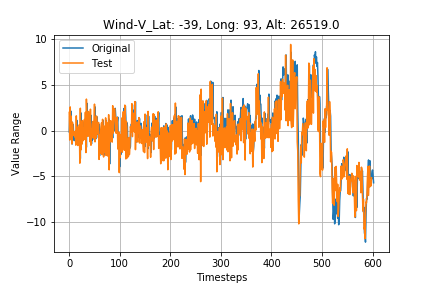 Wind-V_Lat: -39, Long: 93, Alt: 26519.0
Original
Test
10
5
0
−5
−10
Value Range
0 100 200 300 400 500 600
Timesteps